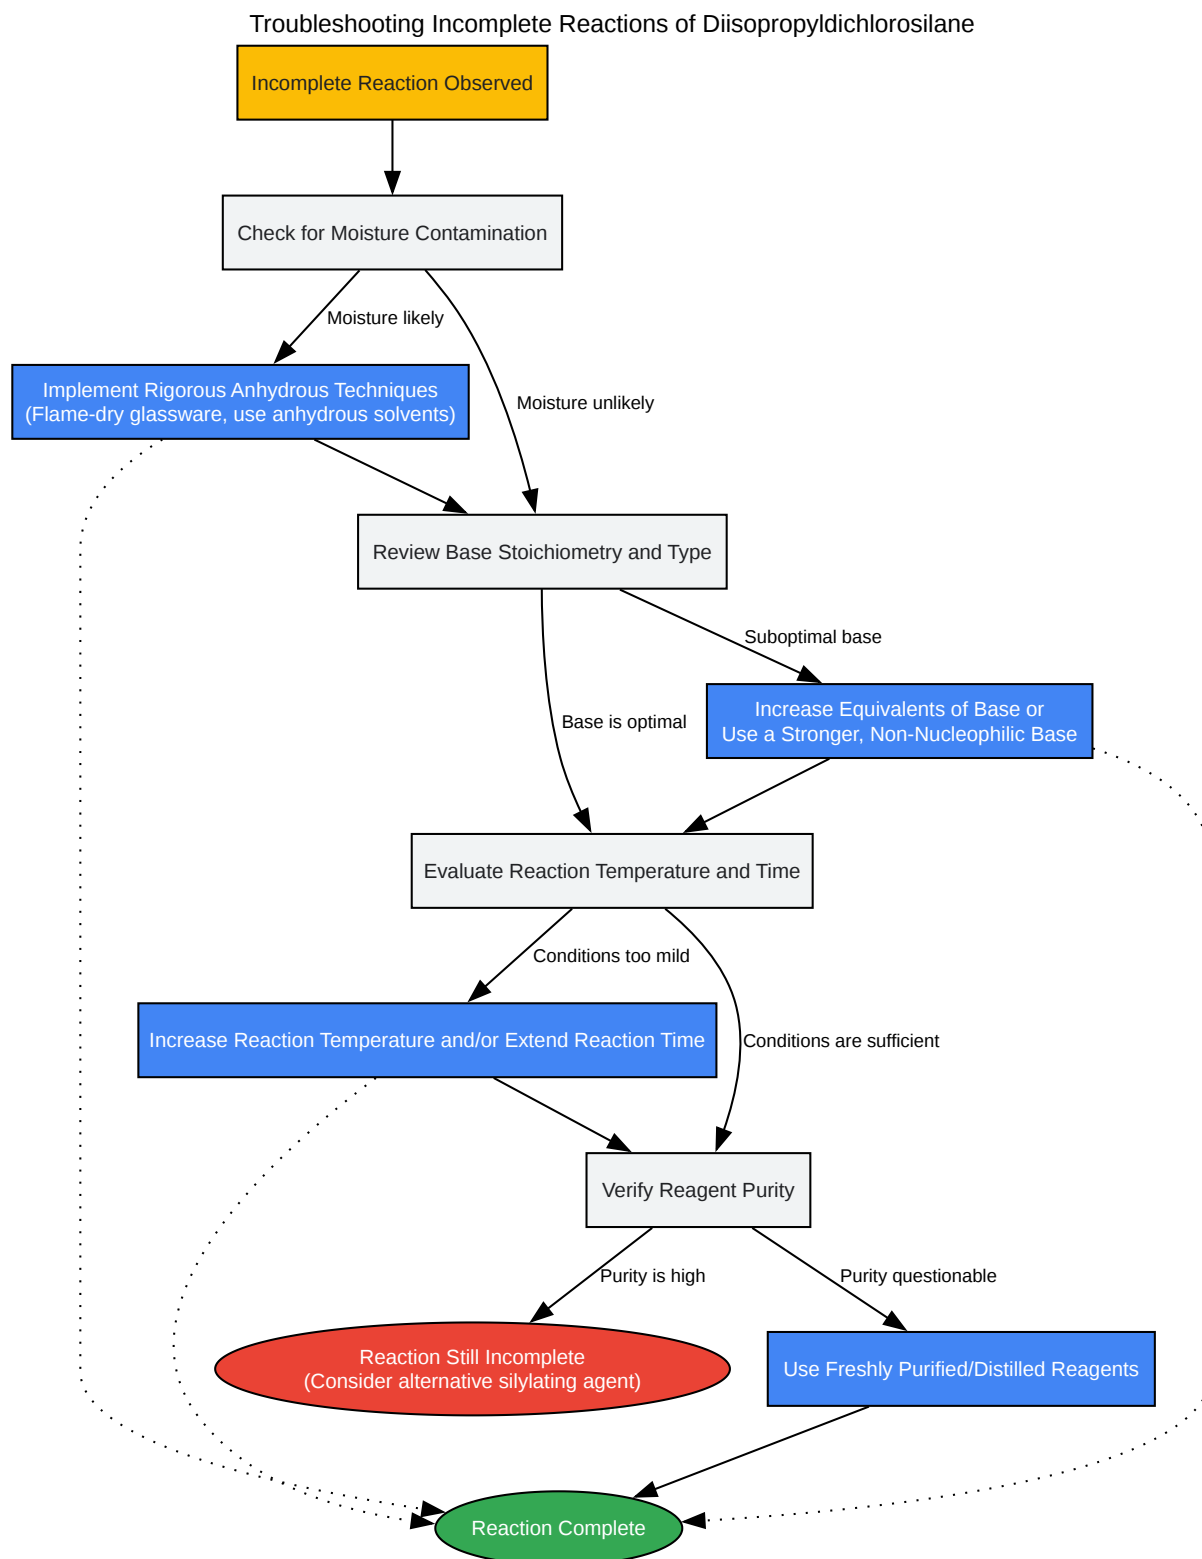 Troubleshooting Incomplete Reactions of Diisopropyldichlorosilane
Incomplete Reaction Observed
Check for Moisture Contamination
Moisture likely
Implement Rigorous Anhydrous Techniques
(Flame-dry glassware, use anhydrous solvents)
Moisture unlikely
Review Base Stoichiometry and Type
Suboptimal base
Increase Equivalents of Base or
Use a Stronger, Non-Nucleophilic Base
Base is optimal
Evaluate Reaction Temperature and Time
Conditions too mild
Increase Reaction Temperature and/or Extend Reaction Time
Conditions are sufficient
Verify Reagent Purity
Purity is high
Purity questionable
Reaction Still Incomplete
(Consider alternative silylating agent)
Use Freshly Purified/Distilled Reagents
Reaction Complete